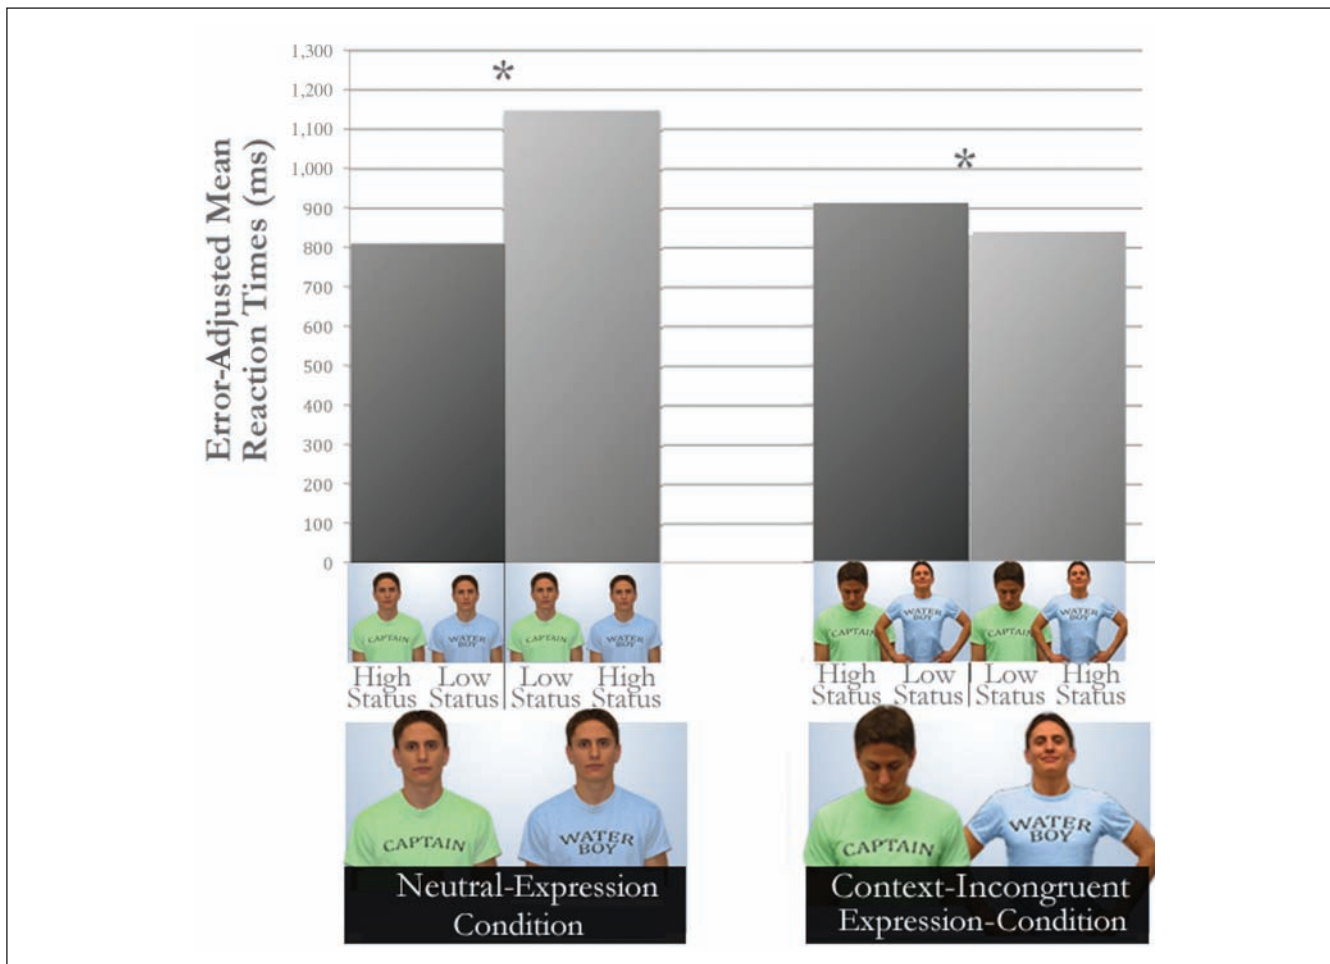 1,300
1,200
1,100
1,000
900
800
700
600
500
400
300
200
100
0
Error-Adjusted Mean
Reaction Times (ms)
*
*
CAPTAIN
WATER
BOY
CAPTAIN
WATER
BOY
CAPTAIN
WATER
BOY
CAPTAIN
WATER
BOY
High
Status
Low
Status
Low
Status
High
Status
High
Status
Low
Status
Low
Status
High
Status
CAPTAIN
WATER
BOY
CAPTAIN
WATER
BOY
Neutral-Expression
Condition
Context-Incongruent
Expression-Condition